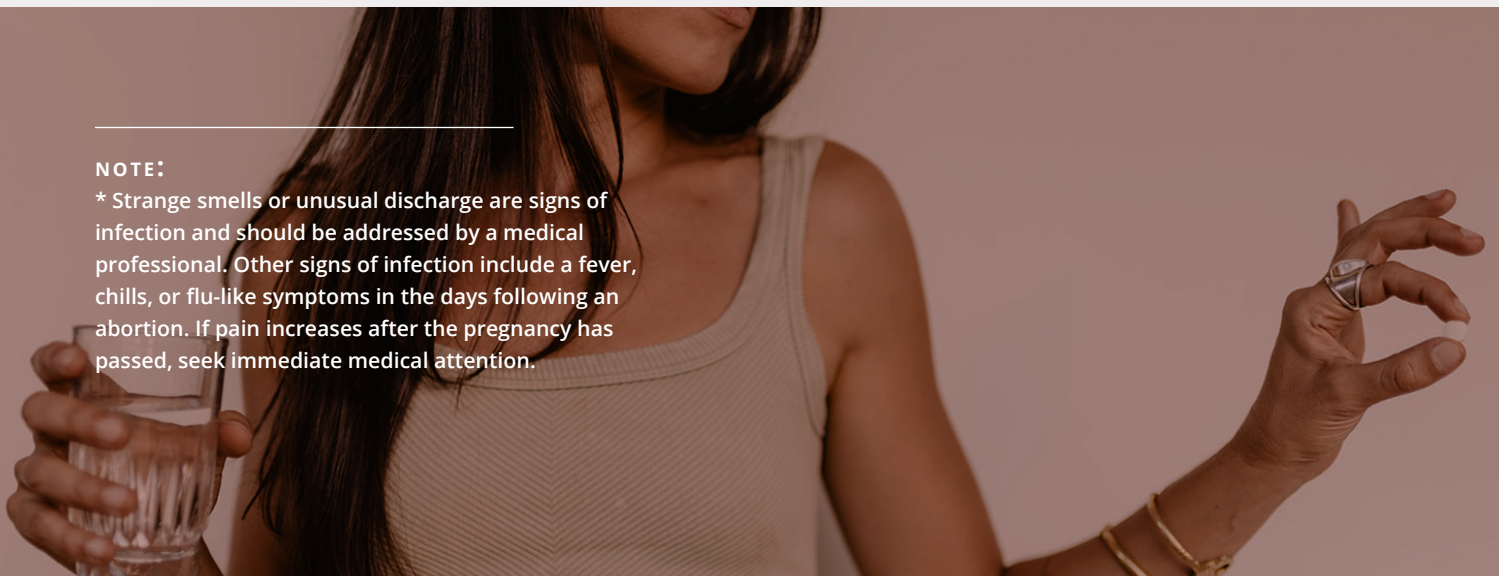 NOTE:
* Strange smells or unusual discharge are signs of
infection and should be addressed by a medical
professional. Other signs of infection include a fever,
chills, or flu-like symptoms in the days following an
abortion. If pain increases after the pregnancy has
passed, seek immediate medical attention.